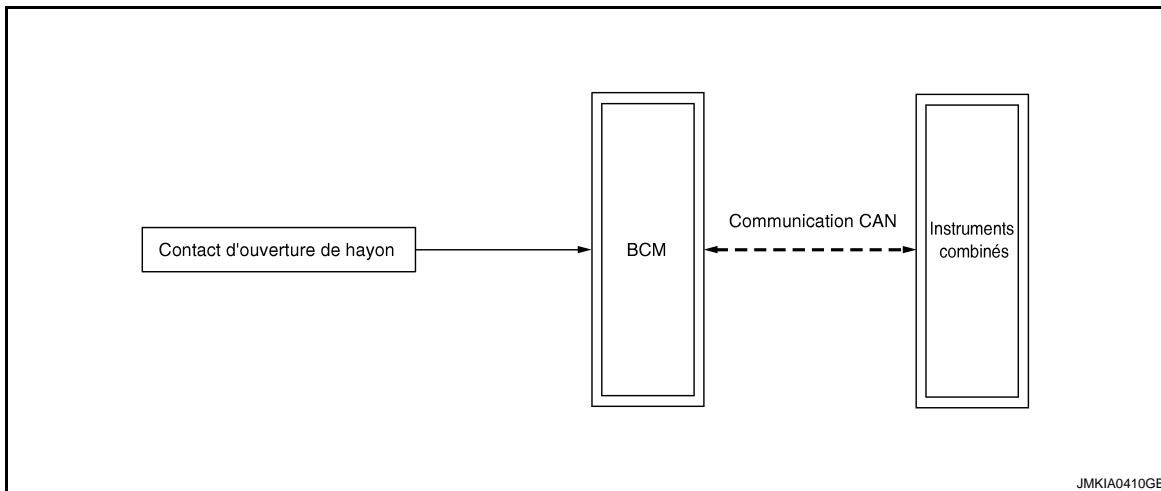 Contact d'ouverture de hayon
BCM
Communication CAN
Instruments
combinés
JMKIA0410GE